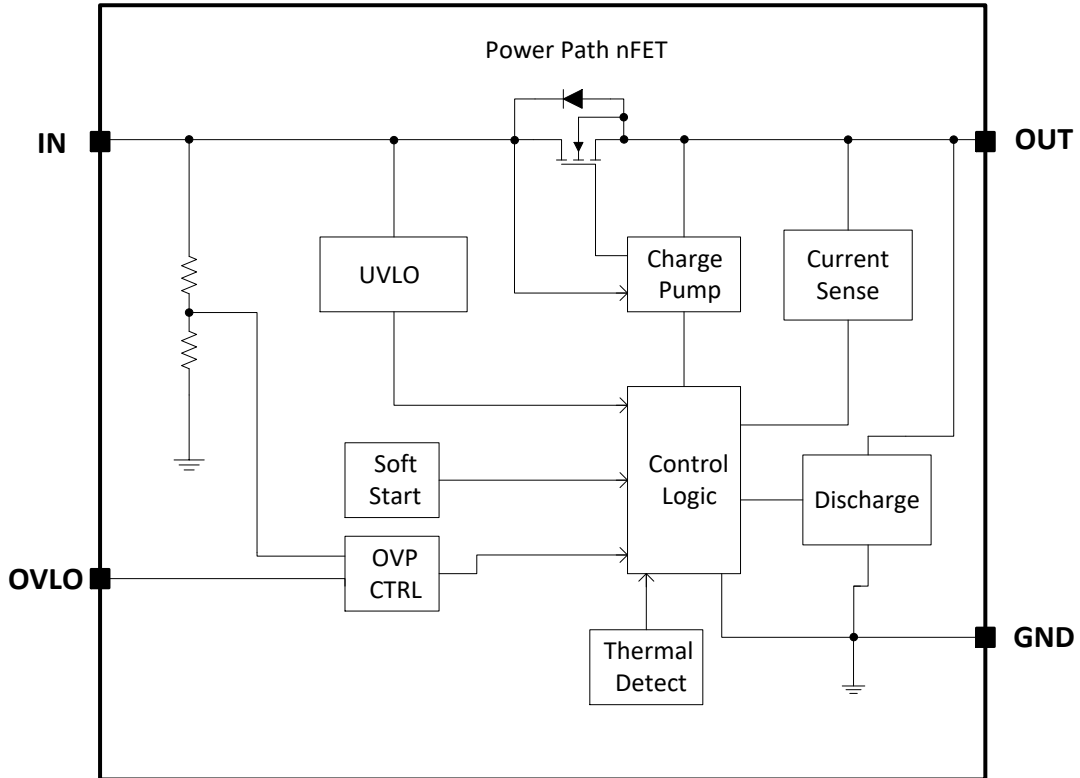 Power Path nFET
IN
OUT
UVLO
Charge
Pump
Current
Sense
Soft
Start
Control
Logic
Discharge
OVP
CTRL
OVLO
Thermal
Detect
GND